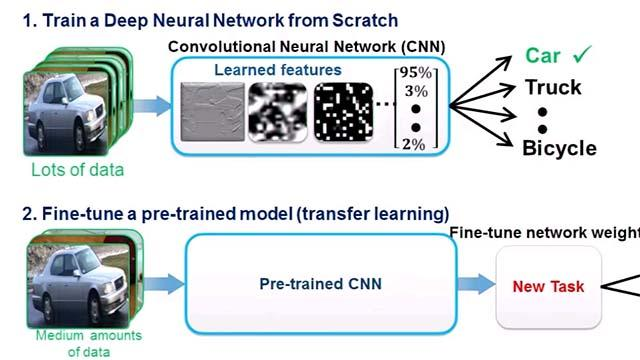 1. Train a Deep Neural Network from Scratch
Convolutional Neural Network (CNN)
Learned features
95%
3%
2%
Car ✓
Truck
Bicycle
Lots of data
2. Fine-tune a pre-trained model (transfer learning)
Fine-tune network weight
Pre-trained CNN
New Task
Medium amounts
of data